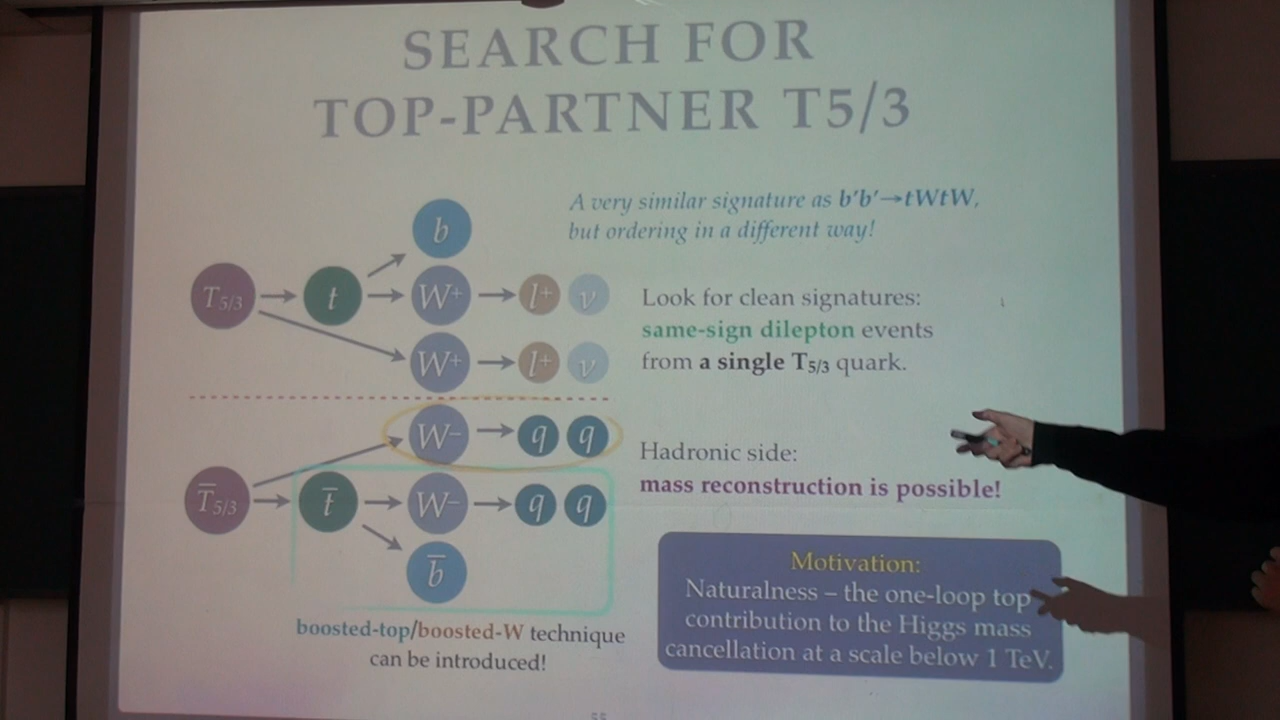 SEARCH FOR
TOP-PARTNER T5/3
A very similar signature as b'b'→tWtW,
but ordering in a different way!
b
T5/3 t W+ l+ ν
W+ l+ ν
Look for clean signatures:
same-sign dilepton events
from a single T5/3 quark.
W− q q
T̅5/3 t̅ W− q q
b̅
Hadronic side:
mass reconstruction is possible!
boosted-top/boosted-W technique
can be introduced!
Motivation:
Naturalness – the one-loop top
contribution to the Higgs mass
cancellation at a scale below 1 TeV.